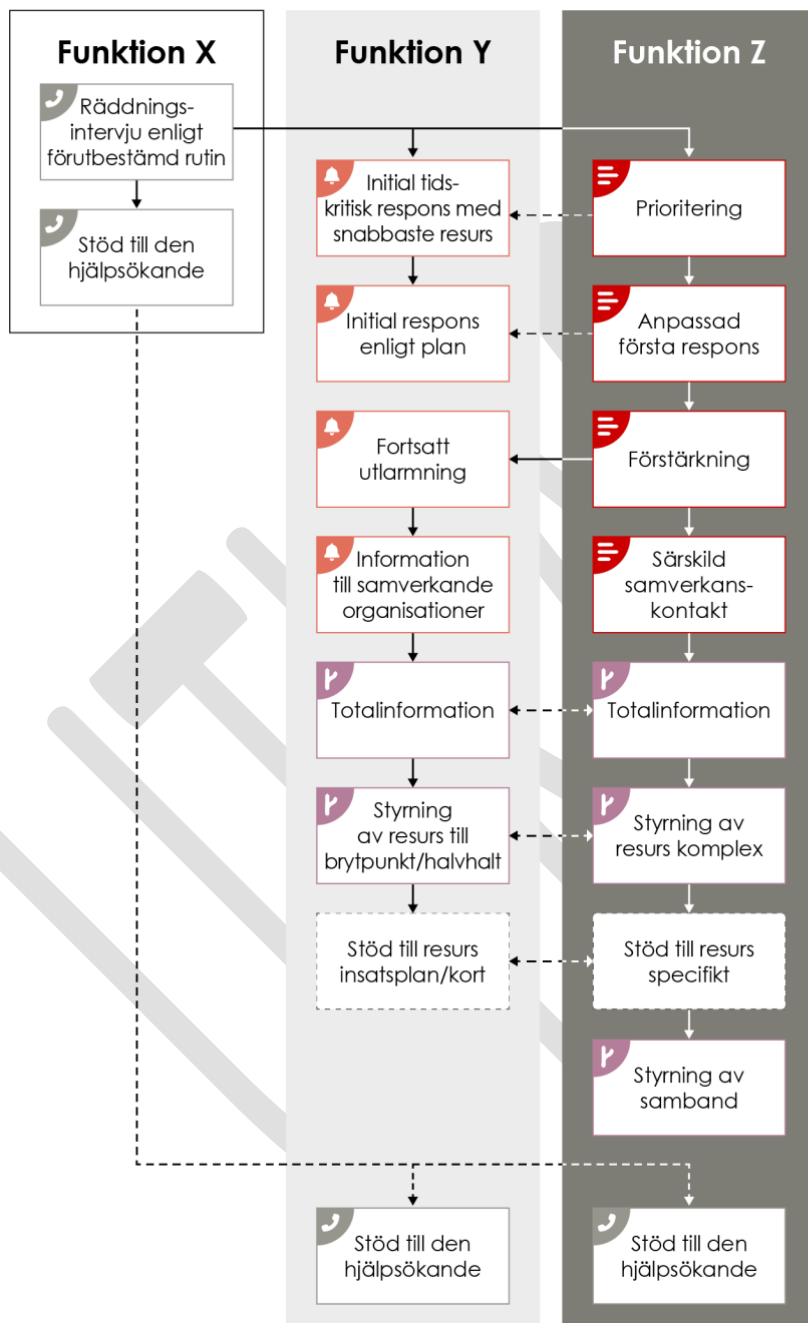 Funktion X
Räddnings-
intervju enligt
förutbestämd rutin
Stöd till den
hjälpsökande
Funktion Y
Initial tids-
kritisk respons med
snabbaste resurs
Initial respons
enligt plan
Fortsatt
utlarmning
Information
till samverkande
organisationer
Totalinformation
Styrning
av resurs till
brytpunkt/halvhalt
Stöd till resurs
insatsplan/kort
Stöd till den
hjälpsökande
Funktion Z
Prioritering
Anpassad
första respons
Förstärkning
Särskild
samverkans-
kontakt
Totalinformation
Styrning av
resurs komplex
Stöd till resurs
specifikt
Styrning av
samband
Stöd till den
hjälpsökande